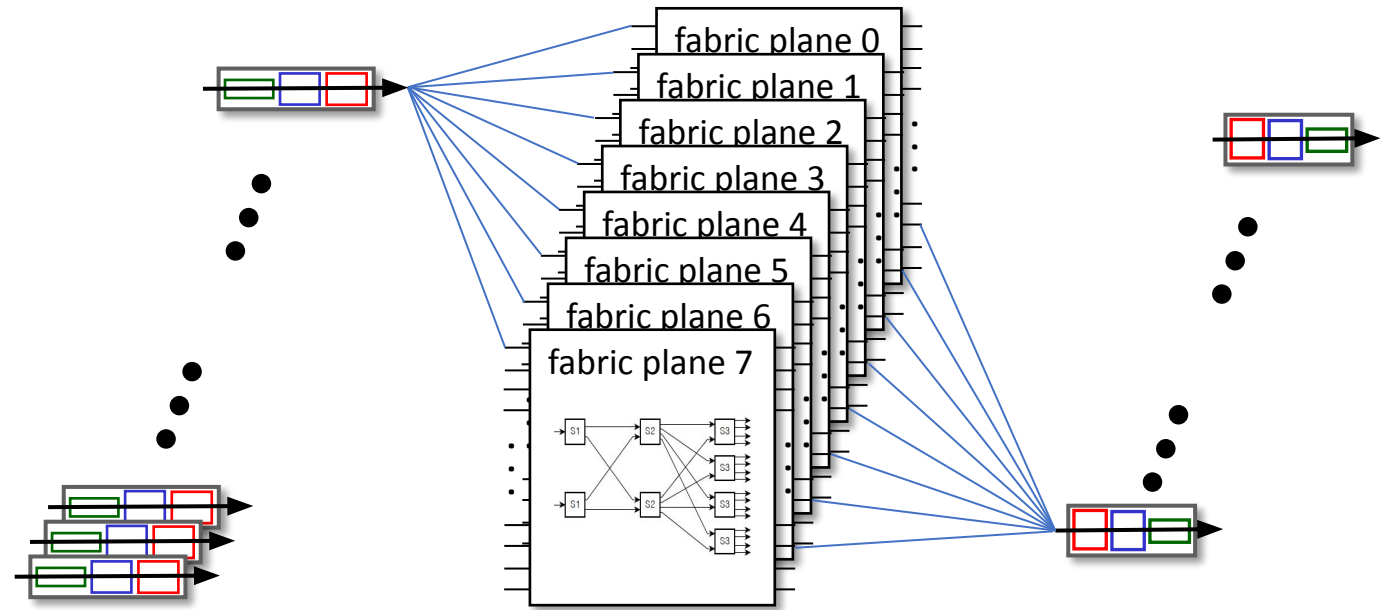 fabric plane 0
fabric plane 1
fabric plane 2
fabric plane 3
fabric plane 4
fabric plane 5
fabric plane 6
fabric plane 7
S1 S2 S3
S3
S1 S2 S3
S3